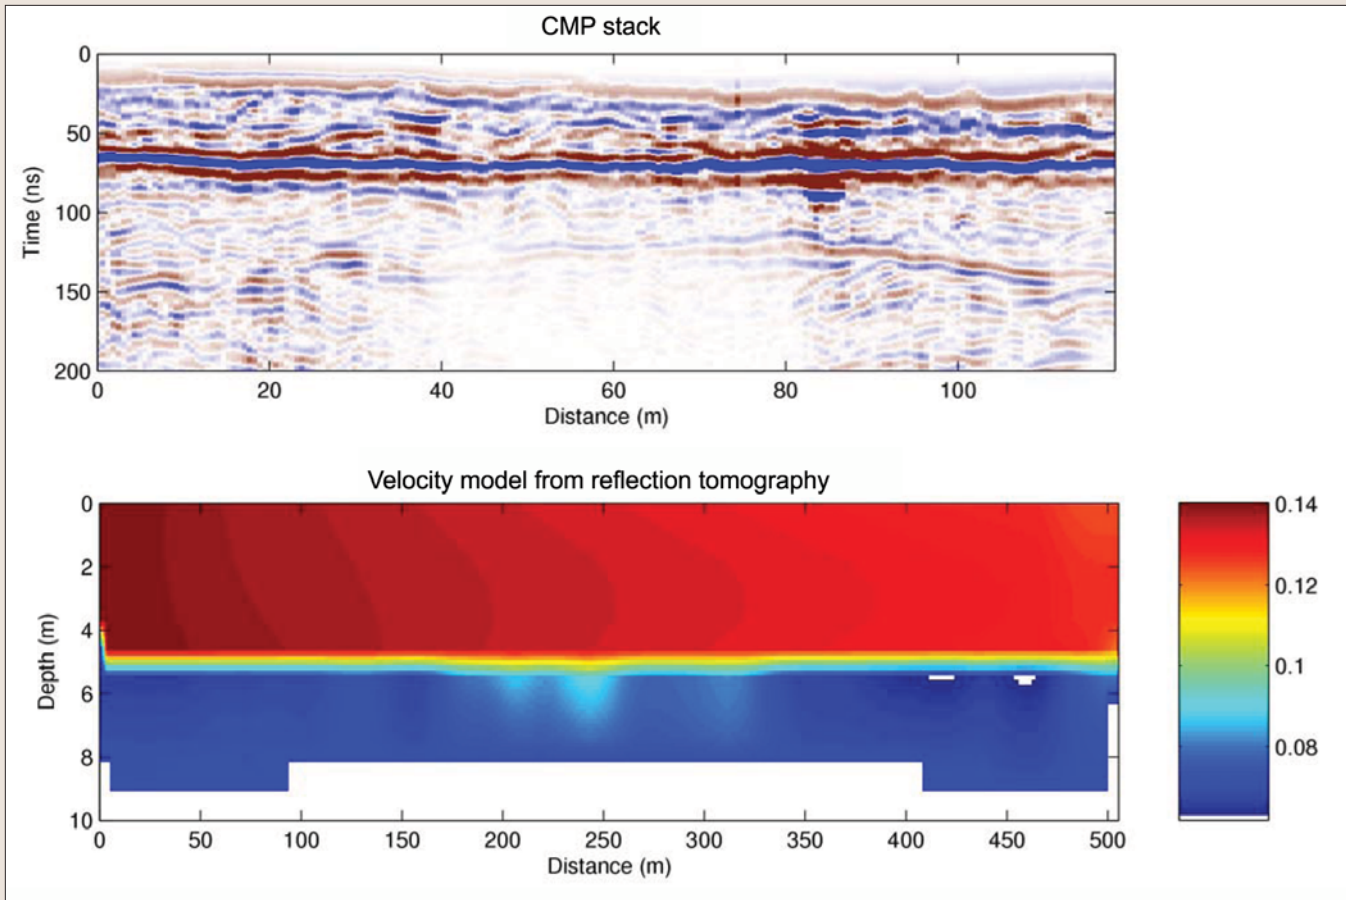 CMP stack
0
50
100
150
200
Time (ns)
0 20 40 60 80 100
Distance (m)
Velocity model from reflection tomography
0
2
4
6
8
10
Depth (m)
0 50 100 150 200 250 300 350 400 450 500
Distance (m)
0.14
0.12
0.1
0.08